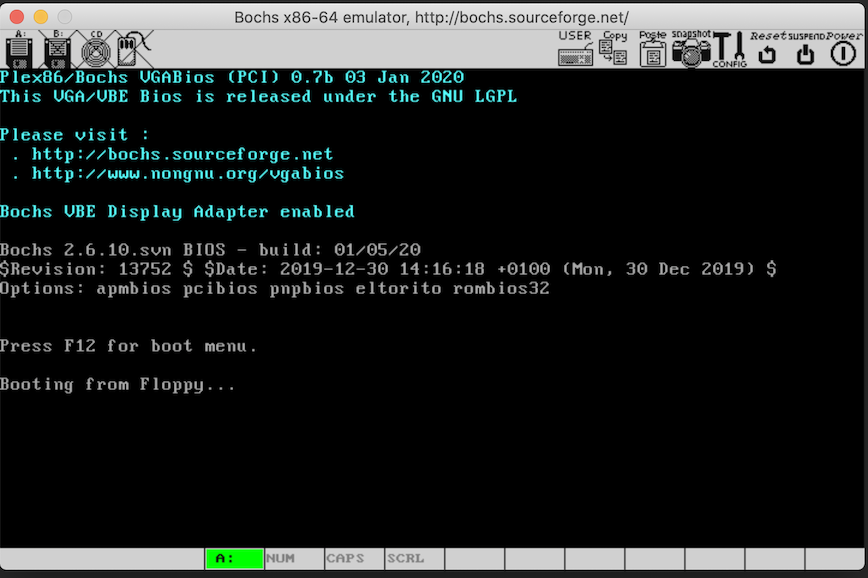 Bochs x86-64 emulator, http://bochs.sourceforge.net/
A: B: CD USER Copy Paste snapshot CONFIG Reset SUSPEND Power
Plex86/Bochs VGABios (PCI) 0.7b 03 Jan 2020
This VGA/VBE Bios is released under the GNU LGPL
Please visit :
. http://bochs.sourceforge.net
. http://www.nongnu.org/vgabios
Bochs VBE Display Adapter enabled
Bochs 2.6.10.svn BIOS - build: 01/05/20
$Revision: 13752 $ $Date: 2019-12-30 14:16:18 +0100 (Mon, 30 Dec 2019) $
Options: apmbios pcibios pnpbios eltorito rombios32
Press F12 for boot menu.
Booting from Floppy...
A: NUM CAPS SCRL